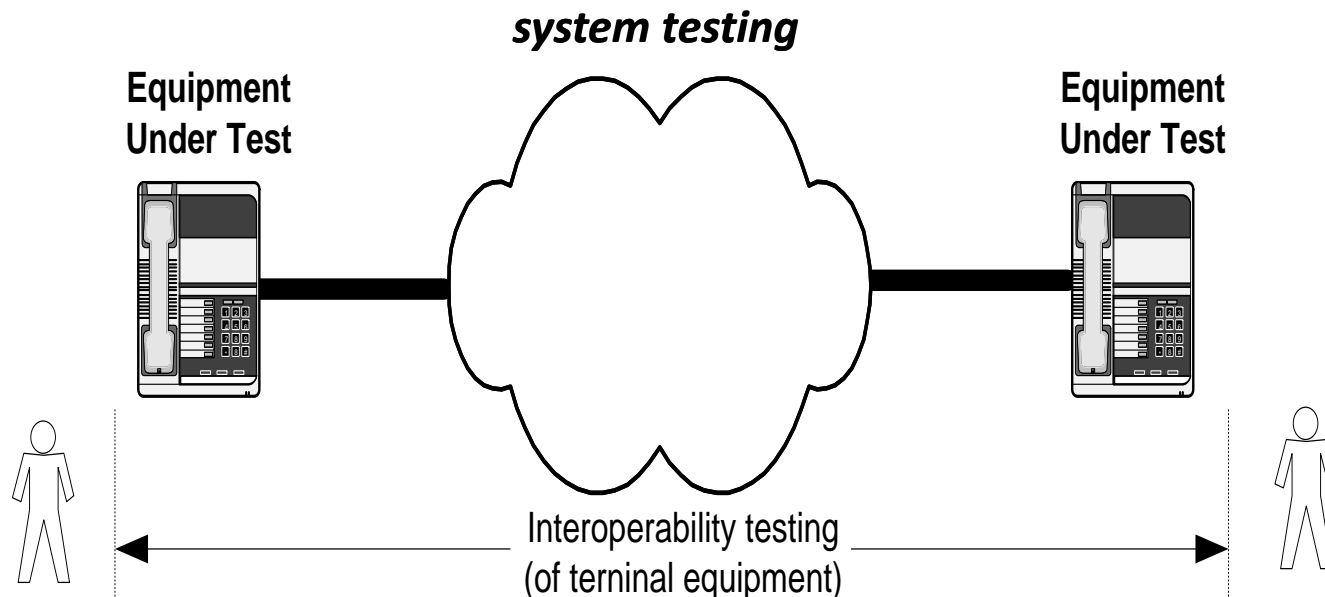 system testing
Equipment
Under Test
Equipment
Under Test
Interoperability testing
(of terninal equipment)